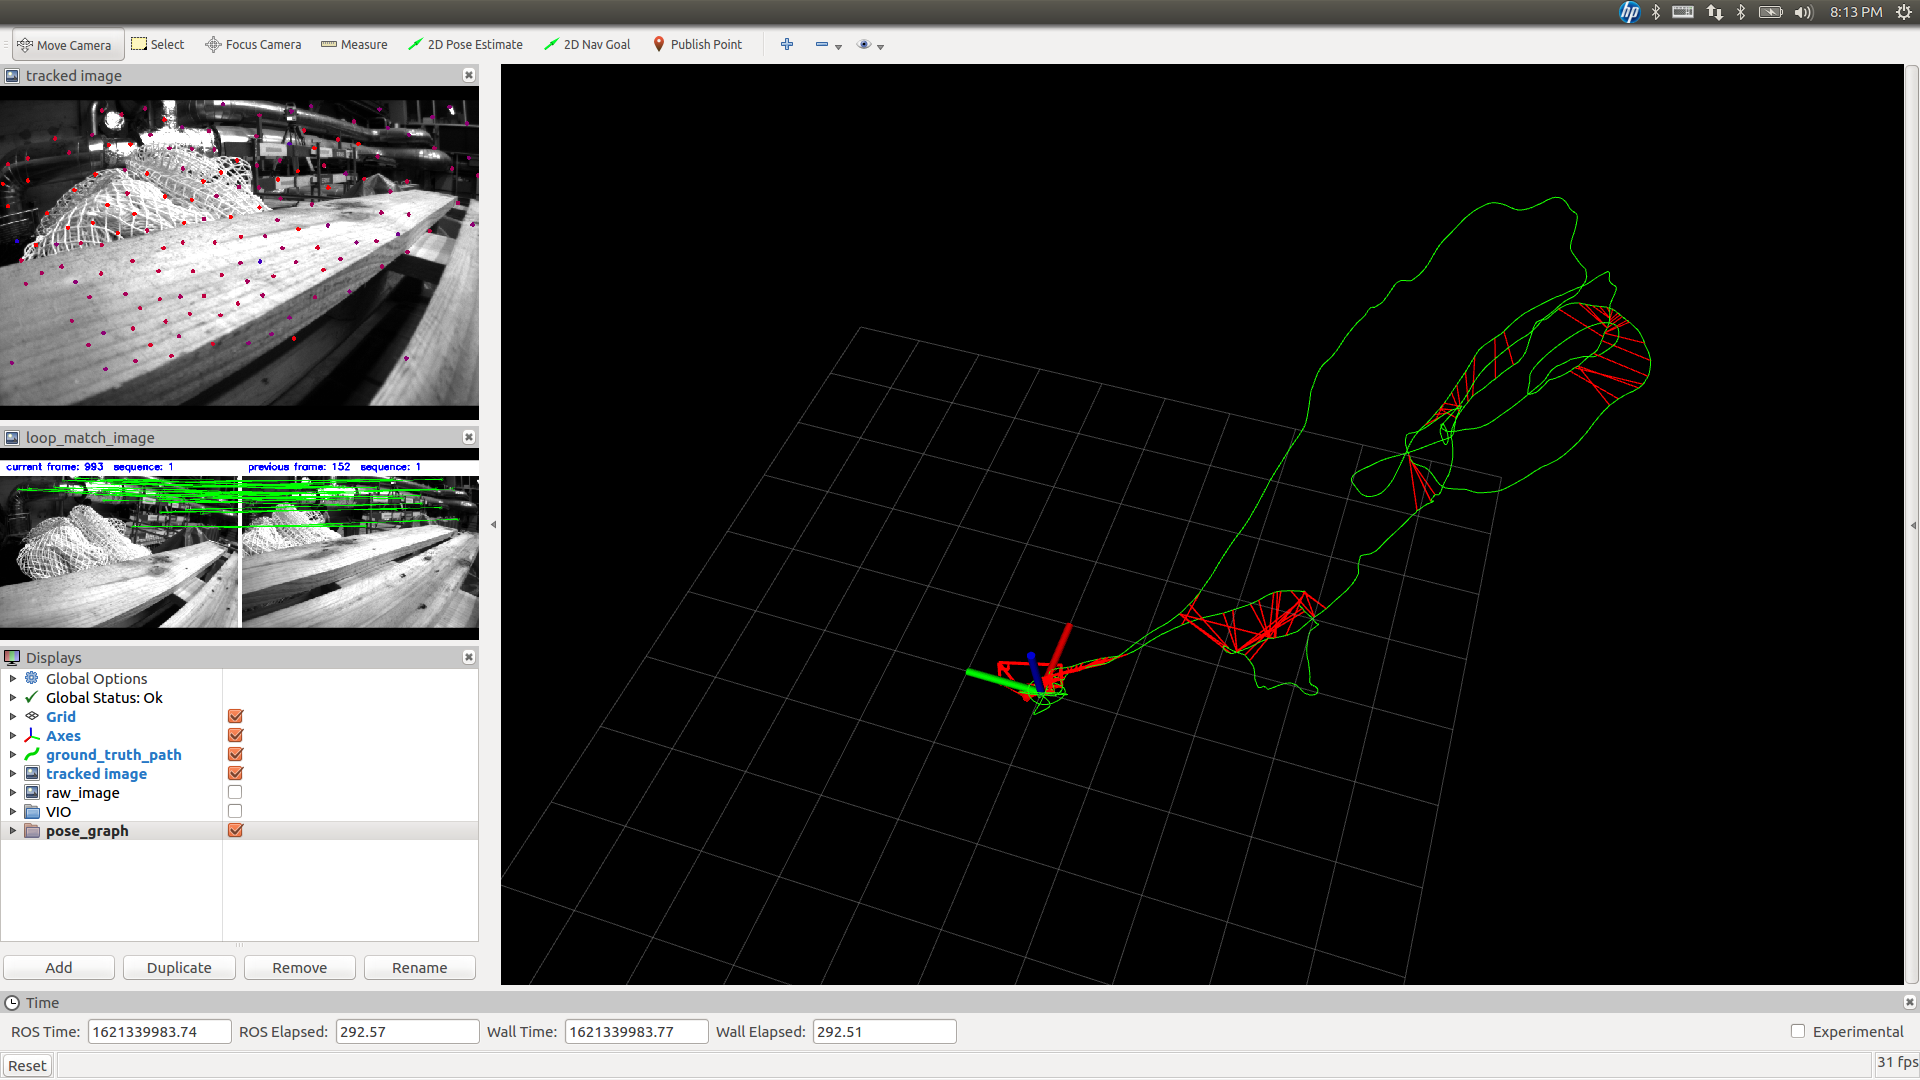 hp 8:13 PM
Move Camera Select Focus Camera Measure 2D Pose Estimate 2D Nav Goal Publish Point
tracked image
loop_match_image
current frame: 993 sequence: 1 previous frame: 152 sequence: 1
Displays
Global Options
Global Status: Ok
Grid
Axes
ground_truth_path
tracked image
raw_image
VIO
pose_graph
Add Duplicate Remove Rename
Time
ROS Time: 1621339983.74 ROS Elapsed: 292.57 Wall Time: 1621339983.77 Wall Elapsed: 292.51 Experimental
Reset 31 fps